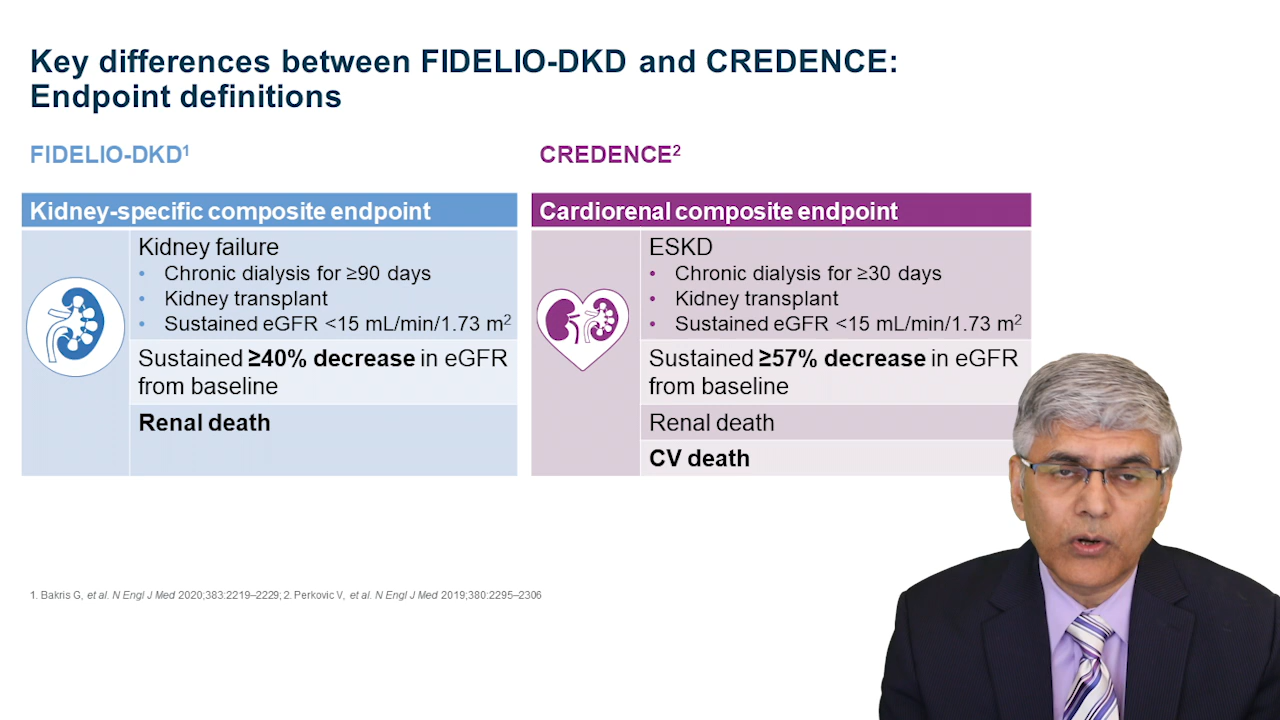 Key differences between FIDELIO-DKD and CREDENCE:
Endpoint definitions
FIDELIO-DKD1
Kidney-specific composite endpoint
Kidney failure
• Chronic dialysis for ≥90 days
• Kidney transplant
• Sustained eGFR <15 mL/min/1.73 m2
Sustained ≥40% decrease in eGFR
from baseline
Renal death
CREDENCE2
Cardiorenal composite endpoint
ESKD
• Chronic dialysis for ≥30 days
• Kidney transplant
• Sustained eGFR <15 mL/min/1.73 m2
Sustained ≥57% decrease in eGFR
from baseline
Renal death
CV death
1. Bakris G, et al. N Engl J Med 2020;383:2219–2229; 2. Perkovic V, et al. N Engl J Med 2019;380:2295–2306